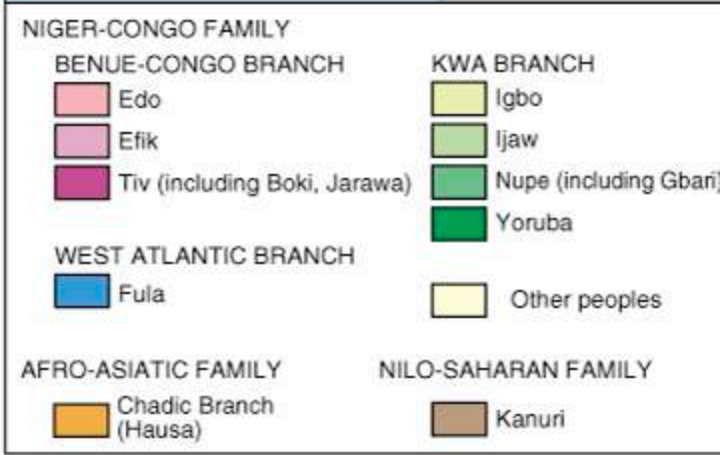 NIGER-CONGO FAMILY
BENUE-CONGO BRANCH
Edo
Efik
Tiv (including Boki, Jarawa)
WEST ATLANTIC BRANCH
Fula
KWA BRANCH
Igbo
Ijaw
Nupe (including Gbari)
Yoruba
Other peoples
AFRO-ASIATIC FAMILY
Chadic Branch
(Hausa)
NILO-SAHARAN FAMILY
Kanuri